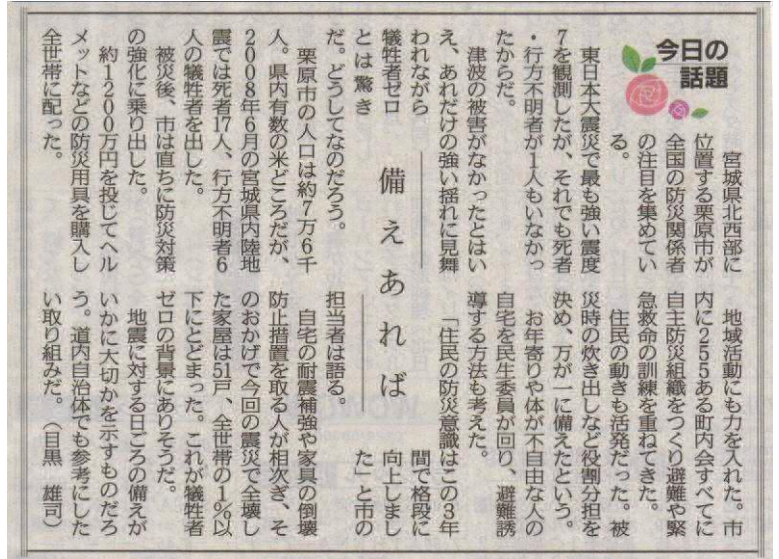 今日の
話題
備えあれば
宮城県北西部に
位置する栗原市が
全国の防災関係者
の注目を集めてい
る。
東日本大震災で最も強い震度
7を観測したが、それでも死者
・行方不明者が1人もいなかっ
たからだ。
津波の被害がなかったとはい
え、あれだけの強い揺れに見舞
われながら
犠牲者ゼロ
とは驚き
だ。どうしてなのだろう。
栗原市の人口は約7万6千
人。県内有数の米どころだが、
2008年6月の宮城県内陸地
震では死者17人、行方不明者6
人の犠牲者を出した。
被災後、市は直ちに防災対策
の強化に乗り出した。
約1200万円を投じてヘル
メットなどの防災用具を購入し
全世帯に配った。
地域活動にも力を入れた。市
内に255ある町内会すべてに
自主防災組織をつくり避難や緊
急救命の訓練を重ねてきた。
住民の動きも活発だった。被
災時の炊き出しなど役割分担を
決め、万が一に備えたという。
お年寄りや体が不自由な人の
自宅を民生委員が回り、避難誘
導する方法も考えた。
「住民の防災意識はこの3年
間で格段に
向上しまし
た」と市の
担当者は語る。
自宅の耐震補強や家具の倒壊
防止措置を取る人が相次ぎ、そ
のおかげで今回の震災で全壊し
た家屋は51戸、全世帯の1%以
下にとどまった。これが犠牲者
ゼロの背景にありそうだ。
地震に対する日ごろの備えが
いかに大切かを示すものだろ
う。道内自治体でも参考にした
い取り組みだ。（目黒　雄司）